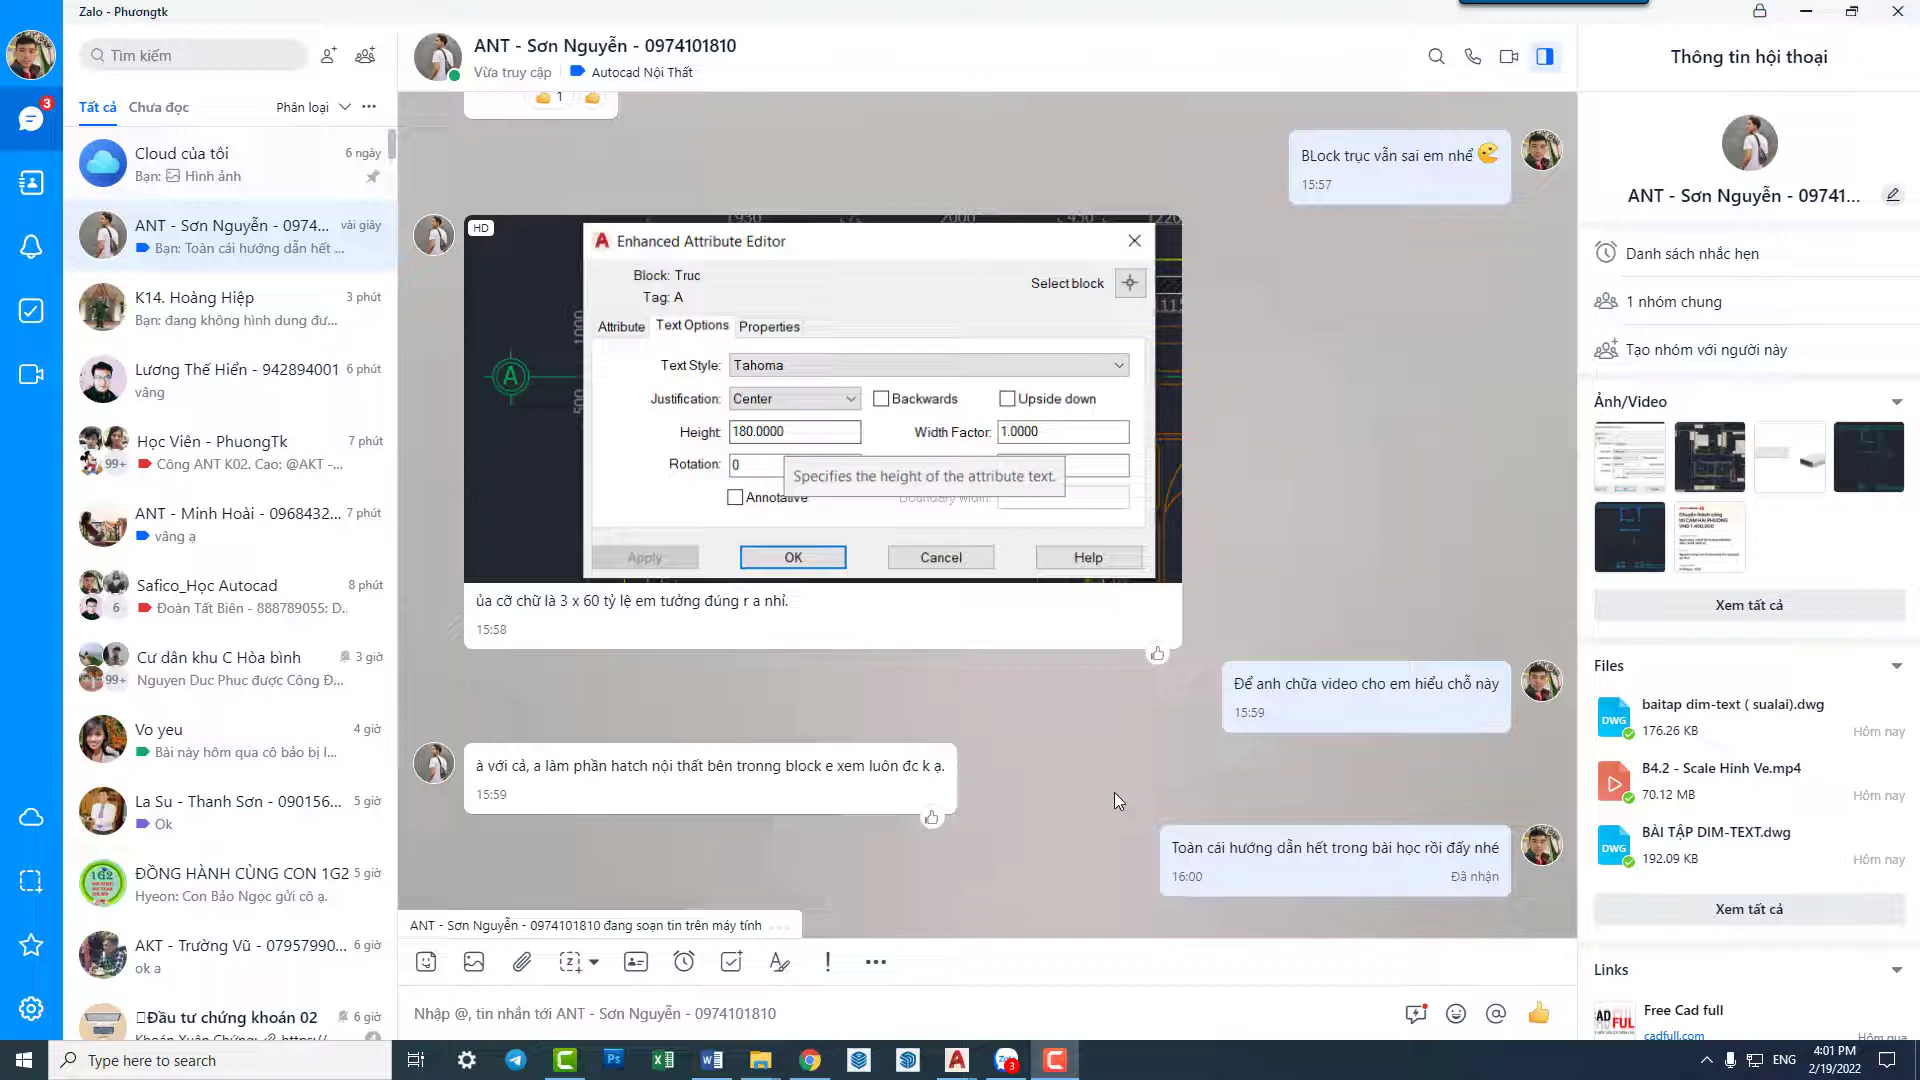 Zalo - Phươngtk
Tìm kiếm
Tất cả Chưa đọc Phân loại
3
Cloud của tôi 6 ngày
Bạn: Hình ảnh
ANT - Sơn Nguyễn - 0974... vài giây
Bạn: Toàn cái hướng dẫn hết ...
K14. Hoàng Hiệp 3 phút
Bạn: đang không hình dung đư...
Lương Thế Hiển - 942894001 6 phút
vâng
Học Viên - PhuongTk 7 phút
99+ Công ANT K02. Cao: @AKT -...
ANT - Minh Hoài - 0968432... 7 phút
vâng ạ
Safico_Học Autocad 8 phút
6 Đoàn Tất Biên - 888789055: D..
Cư dân khu C Hòa bình 3 giờ
99+ Nguyen Duc Phuc được Công Đ...
Vo yeu 4 giờ
Bài này hôm qua cô bảo bị l...
La Su - Thanh Sơn - 090156... 5 giờ
Ok
ĐỒNG HÀNH CÙNG CON 1G2 5 giờ
Hyeon: Con Bảo Ngọc gửi cô ạ.
AKT - Trường Vũ - 07957990... 6 giờ
ok a
Đầu tư chứng khoán 02 6 giờ
ANT - Sơn Nguyễn - 0974101810
Vừa truy cập Autocad Nội Thất
1
BLock trục vẫn sai em nhể
15:57
HD
Enhanced Attribute Editor
Block: Truc
Tag: A
Select block
Attribute Text Options Properties
Text Style: Tahoma
Justification: Center Backwards Upside down
Height: 180.0000 Width Factor: 1.0000
Rotation: 0
Specifies the height of the attribute text.
Annotative Boundary width:
Apply OK Cancel Help
A
1000
500
ủa cỡ chữ là 3 x 60 tỷ lệ em tưởng đúng r a nhỉ.
15:58
Để anh chữa video cho em hiểu chỗ này
15:59
à với cả, a làm phần hatch nội thất bên tronng block e xem luôn đc k ạ.
15:59
Toàn cái hướng dẫn hết trong bài học rồi đấy nhé
16:00 Đã nhận
ANT - Sơn Nguyễn - 0974101810 đang soạn tin trên máy tính
Nhập @, tin nhắn tới ANT - Sơn Nguyễn - 0974101810
Thông tin hội thoại
ANT - Sơn Nguyễn - 09741...
Danh sách nhắc hẹn
1 nhóm chung
Tạo nhóm với người này
Ảnh/Video
Xem tất cả
Files
baitap dim-text ( sualai).dwg
DWG 176.26 KB Hôm nay
B4.2 - Scale Hinh Ve.mp4
70.12 MB Hôm nay
BÀI TẬP DIM-TEXT.dwg
DWG 192.09 KB Hôm nay
Xem tất cả
Links
Free Cad full
cadfull.com Hôm qua
Type here to search
ENG
4:01 PM
2/19/2022